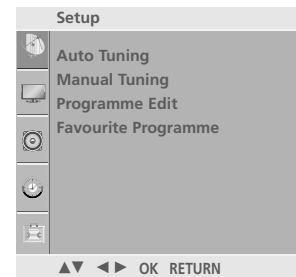 Setup
Auto Tuning
Manual Tuning
Programme Edit
Favourite Programme
▲▼ ◄► OK RETURN